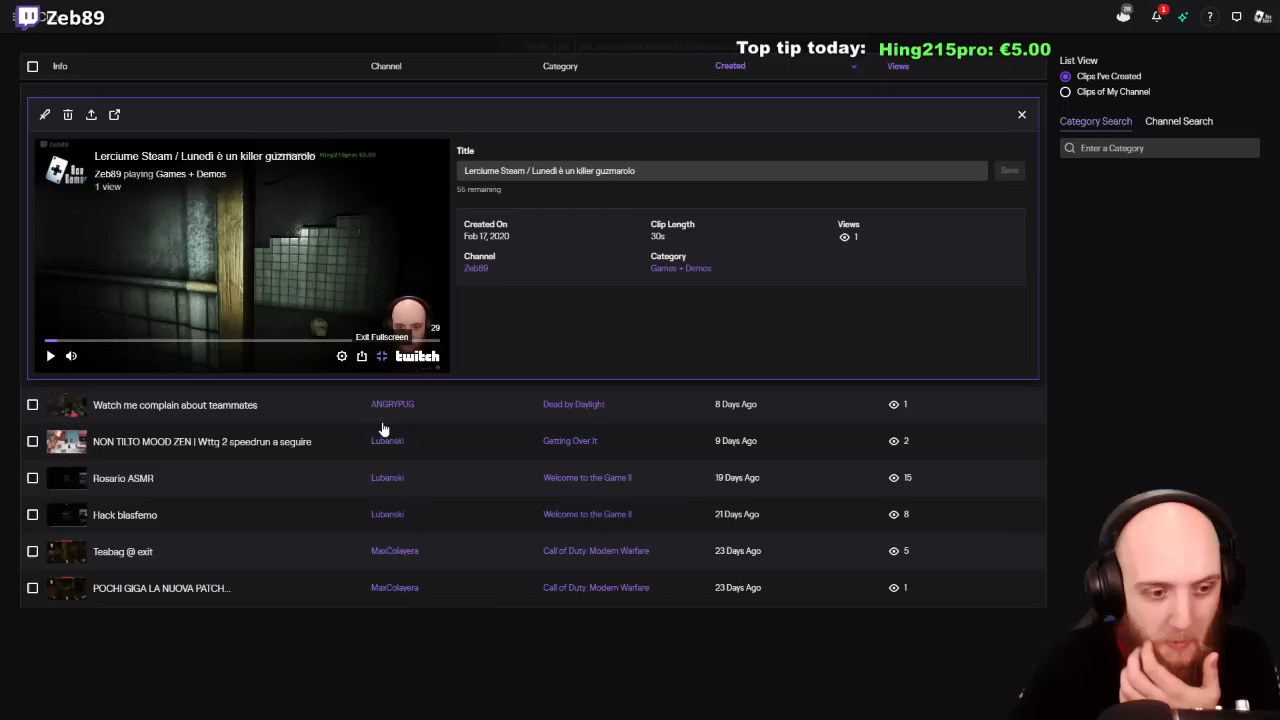 Zeb89
28
1
Top tip today: Hing215pro: €5.00
Info
Channel
Category
Created
Views
List View
Clips I've Created
Clips of My Channel
Category Search
Channel Search
Enter a Category
Zeb89
Lerciume Steam / Lunedì è un killer guzmarolo
Hing215pro: €5.00
Zeb89 playing Games + Demos
1 view
29
Exit Fullscreen
twitch
Title
Lerciume Steam / Lunedì è un killer guzmarolo
Save
55 remaining
Created On
Feb 17, 2020
Clip Length
30s
Views
1
Channel
Zeb89
Category
Games + Demos
Watch me complain about teammates ANGRYPUG Dead by Daylight 8 Days Ago 1
NON TILTO MOOD ZEN | Wttg 2 speedrun a seguire Lubanski Getting Over It 9 Days Ago 2
Rosario ASMR Lubanski Welcome to the Game II 19 Days Ago 15
Hack blasfemo Lubanski Welcome to the Game II 21 Days Ago 8
Teabag @ exit MaxColayera Call of Duty: Modern Warfare 23 Days Ago 5
POCHI GIGA LA NUOVA PATCH... MaxColayera Call of Duty: Modern Warfare 23 Days Ago 1